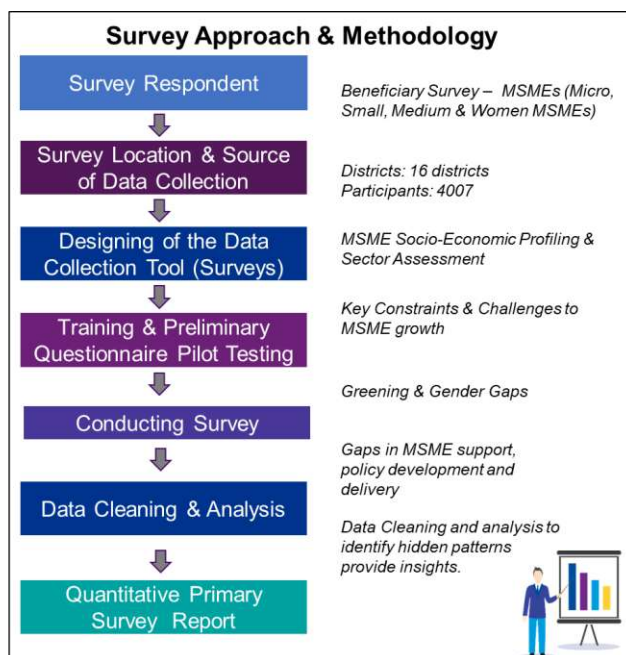 Survey Approach & Methodology
Survey Respondent
Beneficiary Survey – MSMEs (Micro,
Small, Medium & Women MSMEs)
Survey Location & Source
of Data Collection
Districts: 16 districts
Participants: 4007
Designing of the Data
Collection Tool (Surveys)
MSME Socio-Economic Profiling &
Sector Assessment
Training & Preliminary
Questionnaire Pilot Testing
Key Constraints & Challenges to
MSME growth
Greening & Gender Gaps
Conducting Survey
Gaps in MSME support,
policy development and
delivery
Data Cleaning & Analysis
Data Cleaning and analysis to
identify hidden patterns
provide insights.
Quantitative Primary
Survey Report